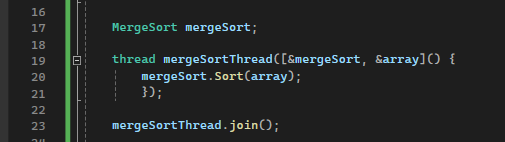 16
17 MergeSort mergeSort;
18
19 thread mergeSortThread([&mergeSort, &array]() {
20 mergeSort.Sort(array);
21 });
22
23 mergeSortThread.join();